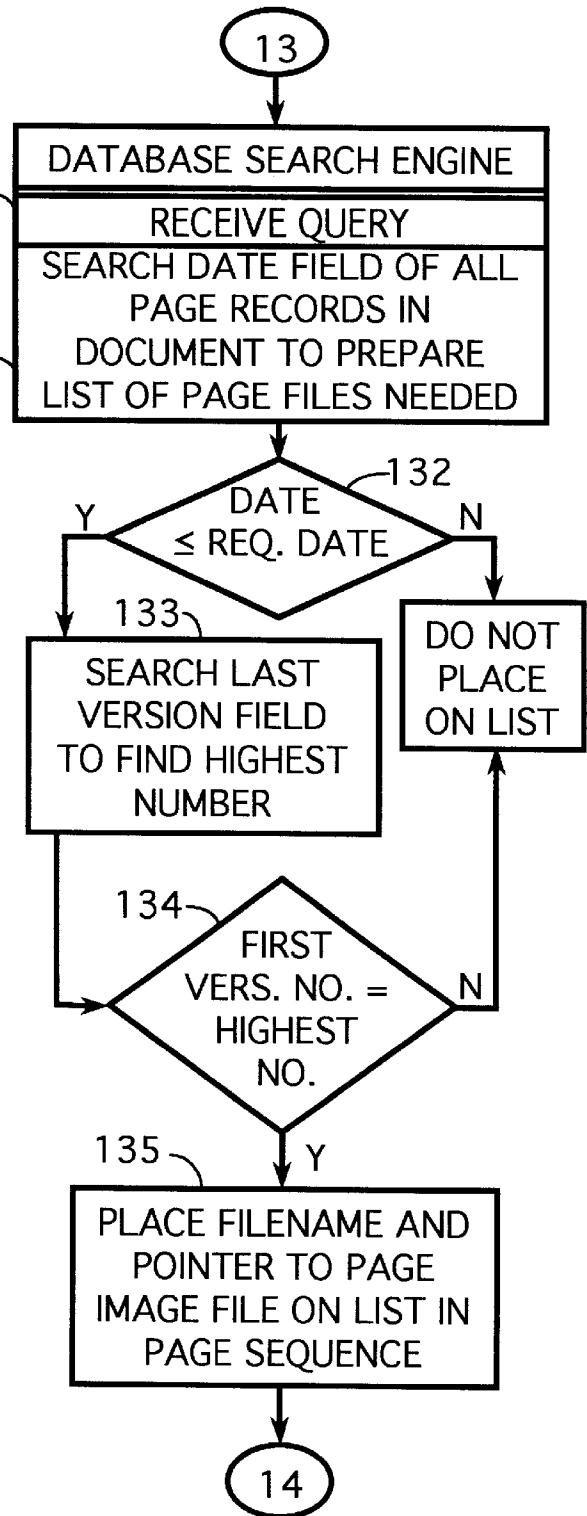 13
DATABASE SEARCH ENGINE
RECEIVE QUERY
SEARCH DATE FIELD OF ALL
PAGE RECORDS IN
DOCUMENT TO PREPARE
LIST OF PAGE FILES NEEDED
132
DATE
≤ REQ. DATE
Y
N
133
SEARCH LAST
VERSION FIELD
TO FIND HIGHEST
NUMBER
DO NOT
PLACE
ON LIST
134
FIRST
VERS. NO. =
HIGHEST
NO.
N
Y
135
PLACE FILENAME AND
POINTER TO PAGE
IMAGE FILE ON LIST IN
PAGE SEQUENCE
14